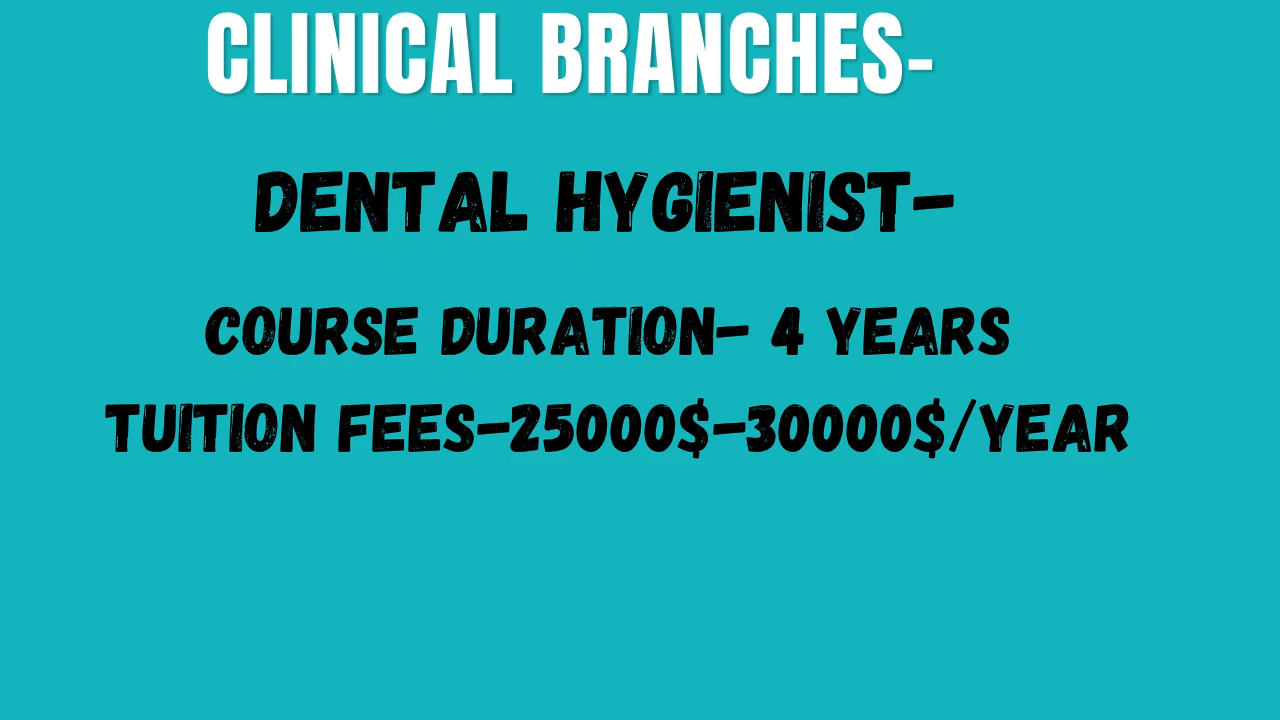 CLINICAL BRANCHES-
DENTAL HYGIENIST-
COURSE DURATION- 4 YEARS
TUITION FEES-25000$-30000$/YEAR